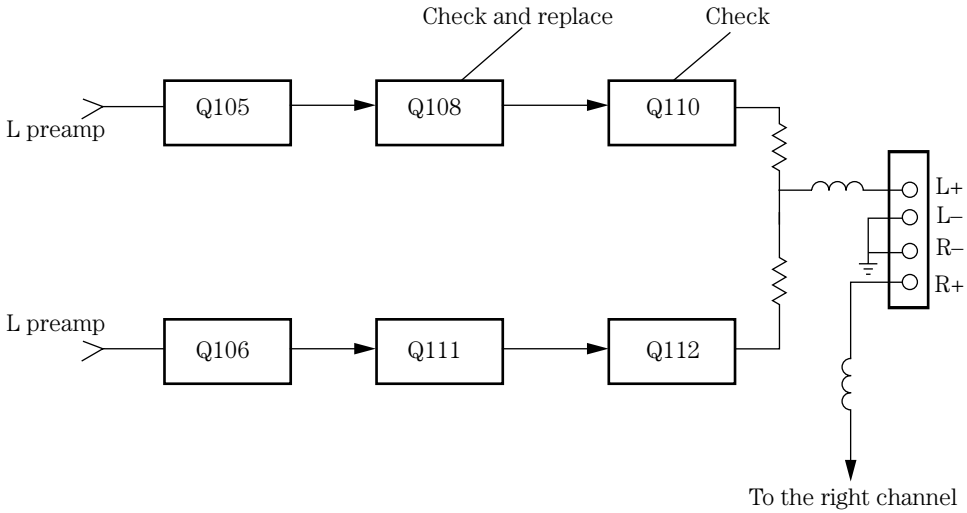 Check and replace
Check
Q105
Q108
Q110
L preamp
L+
L–
R–
R+
L preamp
Q106
Q111
Q112
To the right channel